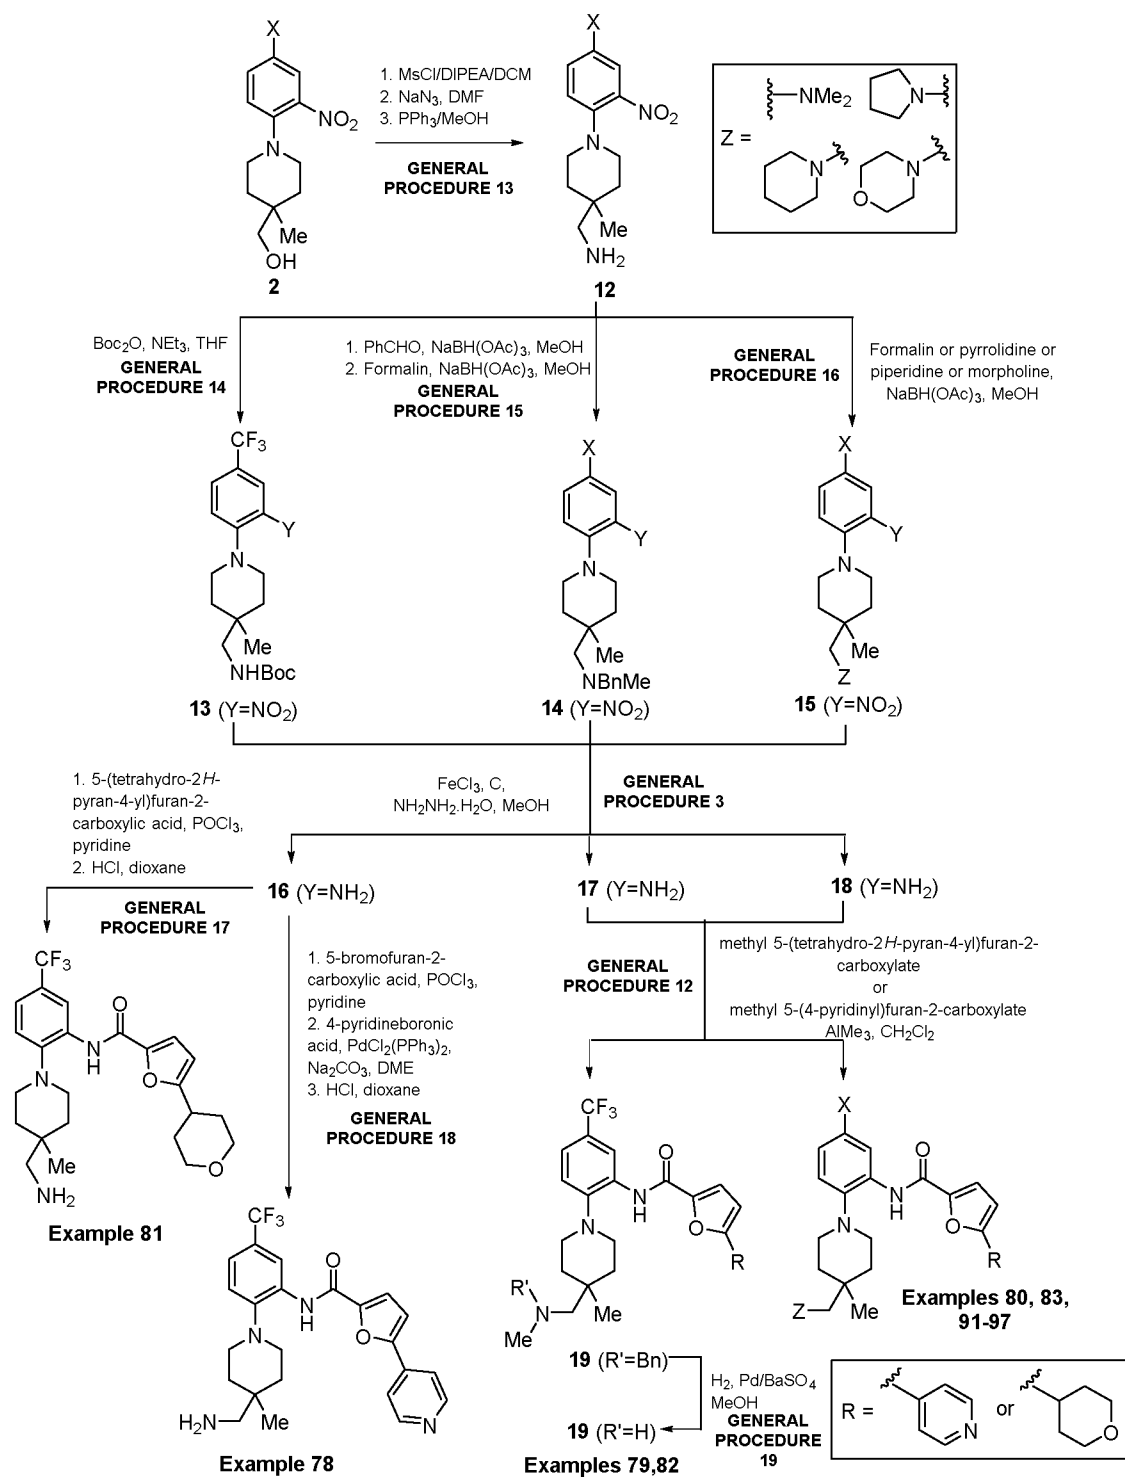 X
NO2
N
Me
OH
2
1. MsCl/DIPEA/DCM
2. NaN3, DMF
3. PPh3/MeOH
GENERAL
PROCEDURE 13
X
NO2
N
Me
NH2
12
Z =
NMe2
N
N
N
O
Boc2O, NEt3, THF
GENERAL
PROCEDURE 14
1. PhCHO, NaBH(OAc)3, MeOH
2. Formalin, NaBH(OAc)3, MeOH
GENERAL
PROCEDURE 15
GENERAL
PROCEDURE 16
Formalin or pyrrolidine or
piperidine or morpholine,
NaBH(OAc)3, MeOH
CF3
Y
N
Me
NHBoc
13 (Y=NO2)
X
Y
N
Me
NBnMe
14 (Y=NO2)
X
Y
N
Me
Z
15 (Y=NO2)
1. 5-(tetrahydro-2H-
pyran-4-yl)furan-2-
carboxylic acid, POCl3,
pyridine
2. HCl, dioxane
FeCl3, C,
NH2NH2.H2O, MeOH
GENERAL
PROCEDURE 3
16 (Y=NH2)
17 (Y=NH2)
18 (Y=NH2)
GENERAL
PROCEDURE 17
1. 5-bromofuran-2-
carboxylic acid, POCl3,
pyridine
2. 4-pyridineboronic
acid, PdCl2(PPh3)2,
Na2CO3, DME
3. HCl, dioxane
GENERAL
PROCEDURE 18
GENERAL
PROCEDURE 12
methyl 5-(tetrahydro-2H-pyran-4-yl)furan-2-
carboxylate
or
methyl 5-(4-pyridinyl)furan-2-carboxylate
AlMe3, CH2Cl2
CF3
O
N
H
O
N
O
Me
NH2
Example 81
CF3
O
N
H
O
N
N
Me
H2N
Example 78
CF3
O
N
H
O
R
N
R'
N
Me
Me
19 (R'=Bn)
H2, Pd/BaSO4
MeOH
GENERAL
PROCEDURE
19
19 (R'=H)
Examples 79,82
X
O
N
H
O
R
N
Z
Me
Examples 80, 83,
91-97
R =
N
or
O